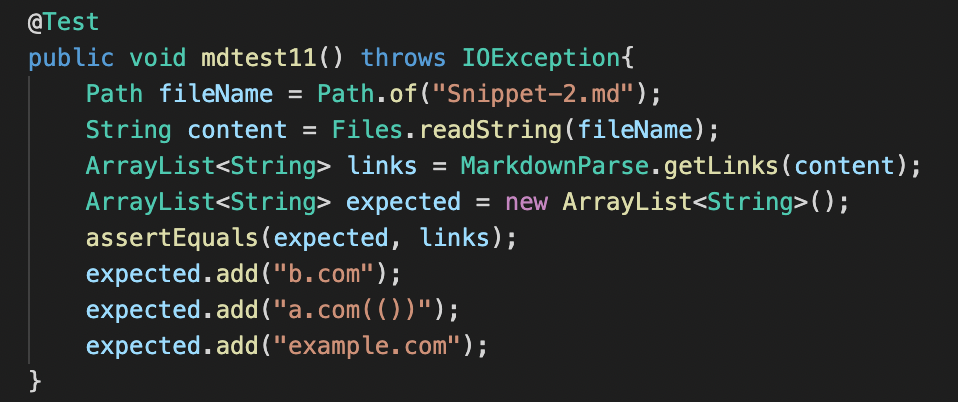 @Test
public void mdtest11() throws IOException{
Path fileName = Path.of("Snippet-2.md");
String content = Files.readString(fileName);
ArrayList<String> links = MarkdownParse.getLinks(content);
ArrayList<String> expected = new ArrayList<String>();
assertEquals(expected, links);
expected.add("b.com");
expected.add("a.com(())");
expected.add("example.com");
}